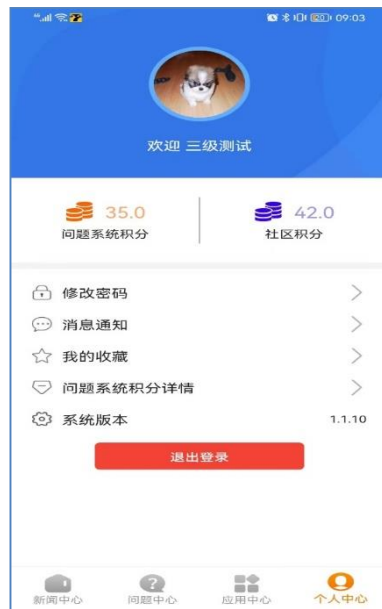 09:03
欢迎 三级测试
35.0
问题系统积分
42.0
社区积分
修改密码
消息通知
我的收藏
问题系统积分详情
系统版本 1.1.10
退出登录
新闻中心 问题中心 应用中心 个人中心